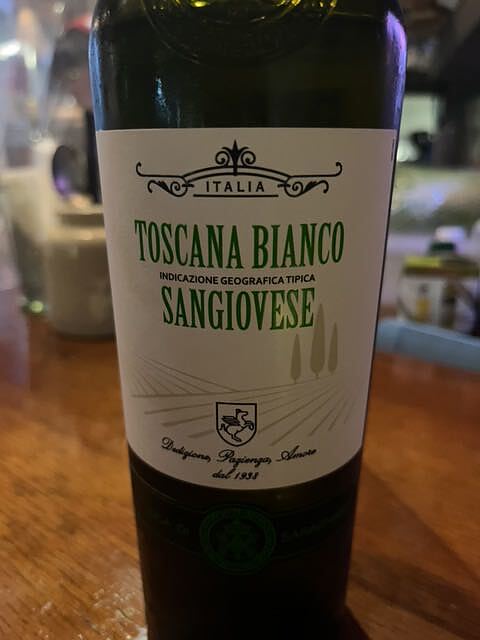 ITALIA
TOSCANA BIANCO
INDICAZIONE GEOGRAFICA TIPICA
SANGIOVESE
Dedizione, Pazienza, Amore
dal 1938